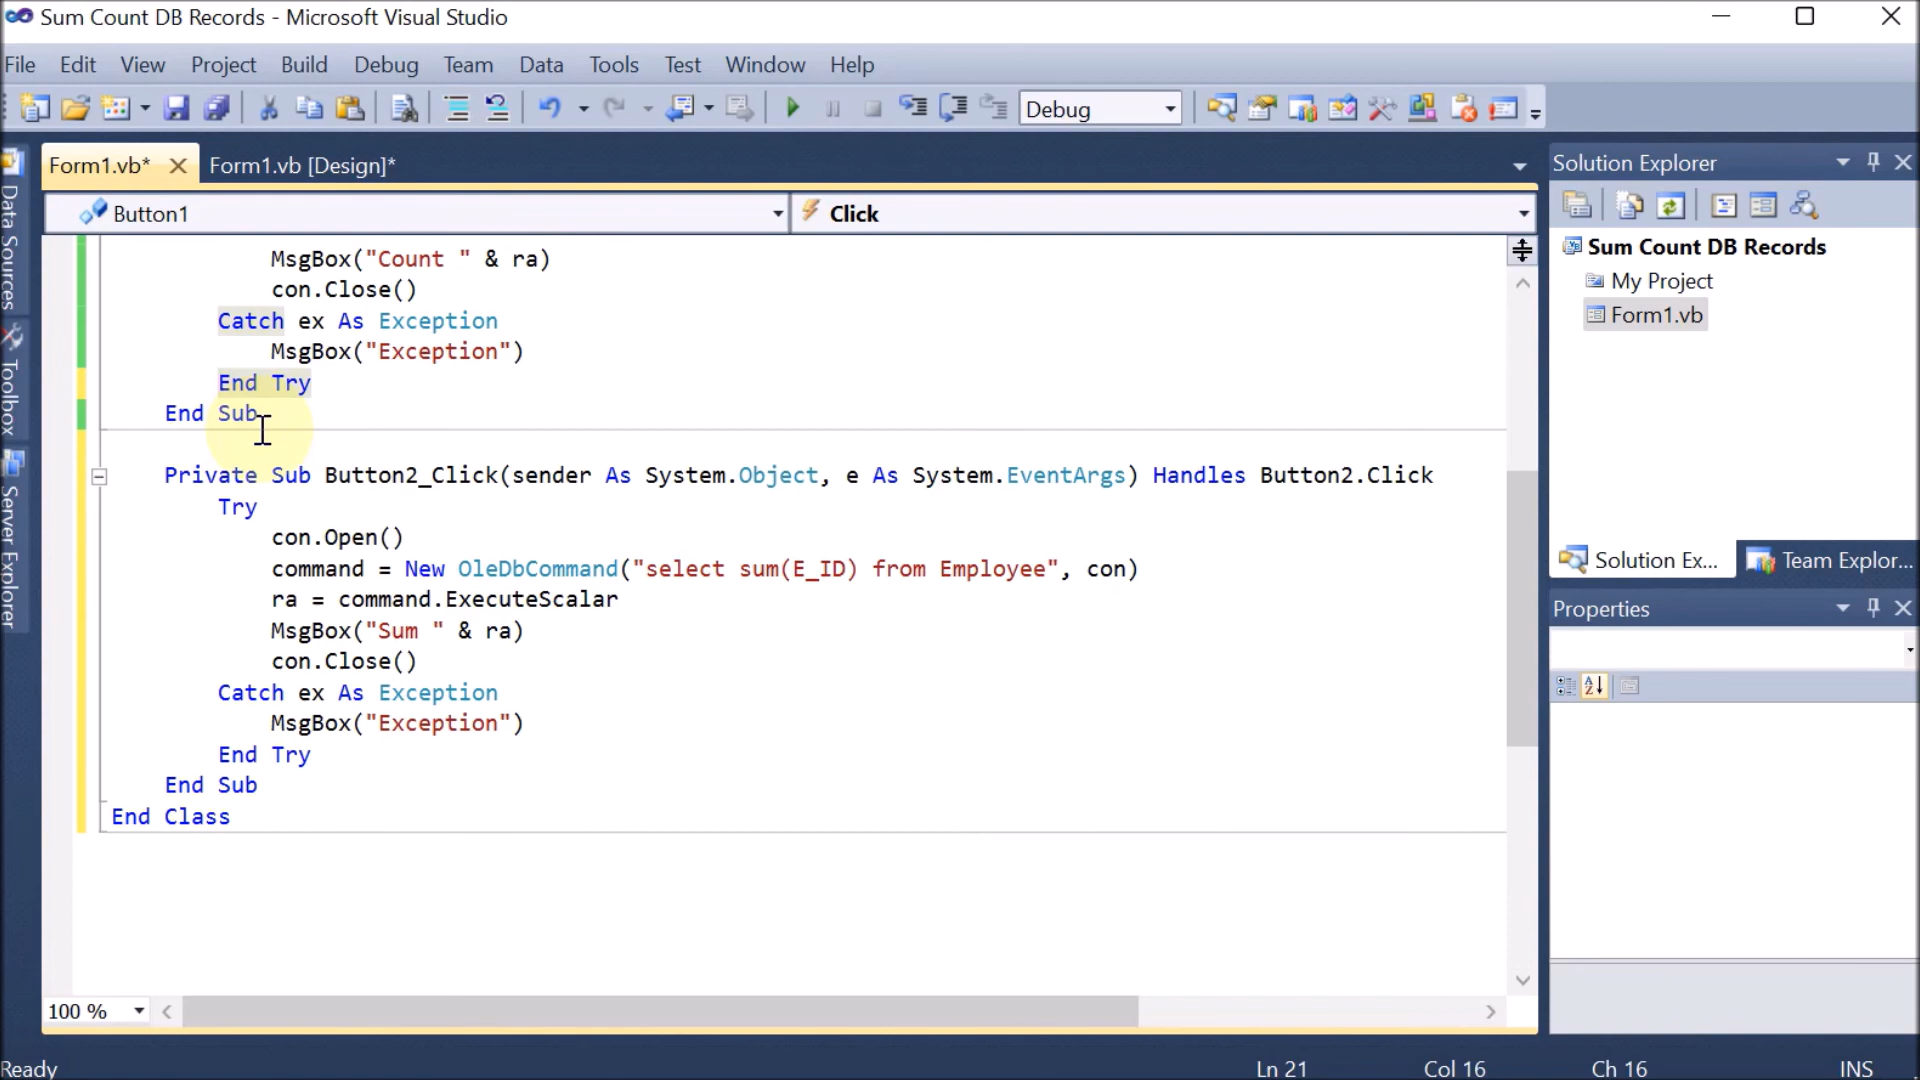 Sum Count DB Records - Microsoft Visual Studio
File Edit View Project Build Debug Team Data Tools Test Window Help
Debug
Form1.vb* Form1.vb [Design]*
Button1 Click
MsgBox("Count " & ra)
con.Close()
Catch ex As Exception
MsgBox("Exception")
End Try
End Sub
Private Sub Button2_Click(sender As System.Object, e As System.EventArgs) Handles Button2.Click
Try
con.Open()
command = New OleDbCommand("select sum(E_ID) from Employee", con)
ra = command.ExecuteScalar
MsgBox("Sum " & ra)
con.Close()
Catch ex As Exception
MsgBox("Exception")
End Try
End Sub
End Class
100 %
Data Sources
Toolbox
Server Explorer
Solution Explorer
Sum Count DB Records
My Project
Form1.vb
Solution Ex... Team Explor...
Properties
Ready Ln 21 Col 16 Ch 16 INS